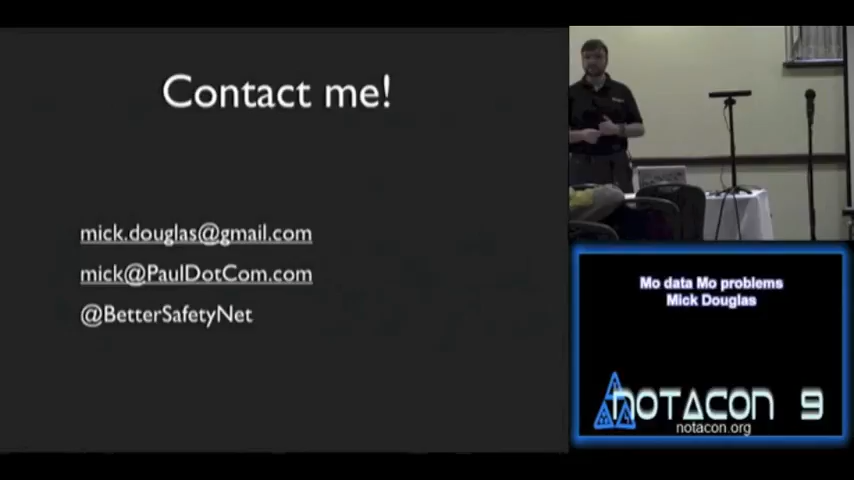 Contact me!
mick.douglas@gmail.com
mick@PaulDotCom.com
@BetterSafetyNet
Mo data Mo problems
Mick Douglas
NOTACON 9
notacon.org